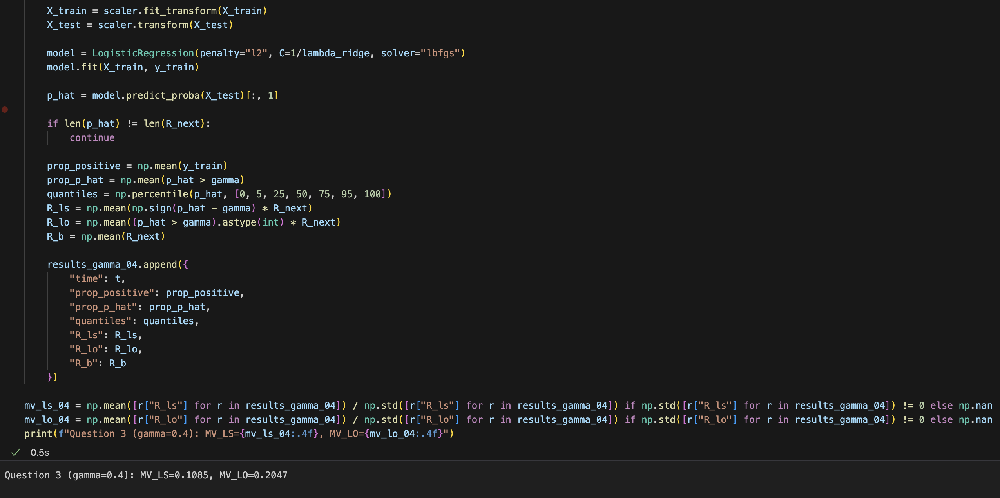 X_train = scaler.fit_transform(X_train)
X_test = scaler.transform(X_test)
model = LogisticRegression(penalty="l2", C=1/lambda_ridge, solver="lbfgs")
model.fit(X_train, y_train)
p_hat = model.predict_proba(X_test)[:, 1]
if len(p_hat) != len(R_next):
    continue
prop_positive = np.mean(y_train)
prop_p_hat = np.mean(p_hat > gamma)
quantiles = np.percentile(p_hat, [0, 5, 25, 50, 75, 95, 100])
R_ls = np.mean(np.sign(p_hat - gamma) * R_next)
R_lo = np.mean((p_hat > gamma).astype(int) * R_next)
R_b = np.mean(R_next)
results_gamma_04.append({
    "time": t,
    "prop_positive": prop_positive,
    "prop_p_hat": prop_p_hat,
    "quantiles": quantiles,
    "R_ls": R_ls,
    "R_lo": R_lo,
    "R_b": R_b
})
mv_ls_04 = np.mean([r["R_ls"] for r in results_gamma_04]) / np.std([r["R_ls"] for r in results_gamma_04]) if np.std([r["R_ls"] for r in results_gamma_04]) != 0 else np.nan
mv_lo_04 = np.mean([r["R_lo"] for r in results_gamma_04]) / np.std([r["R_lo"] for r in results_gamma_04]) if np.std([r["R_lo"] for r in results_gamma_04]) != 0 else np.nan
print(f"Question 3 (gamma=0.4): MV_LS={mv_ls_04:.4f}, MV_LO={mv_lo_04:.4f}")
0.5s
Question 3 (gamma=0.4): MV_LS=0.1085, MV_LO=0.2047